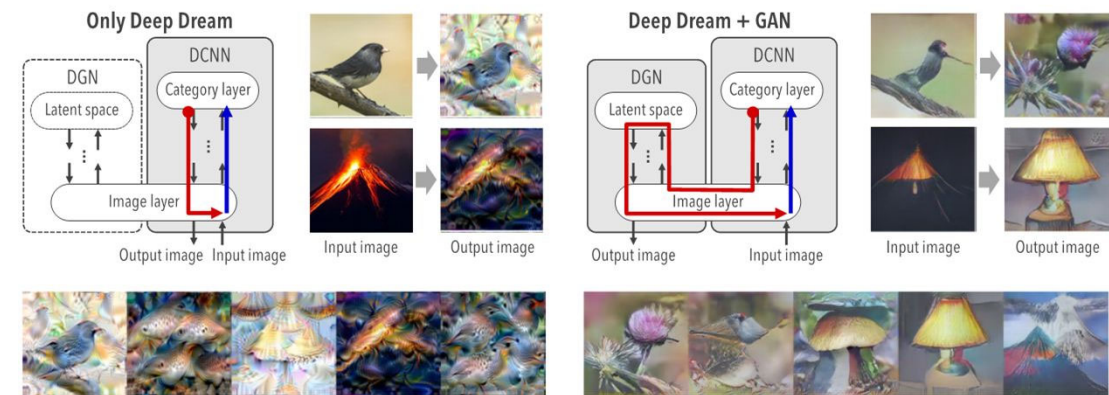 Only Deep Dream
DCNN
DGN
Category layer
Latent space
...
...
Image layer
Output image
Input image
Input image
Output image
Deep Dream + GAN
DCNN
DGN
Category layer
Latent space
...
...
Image layer
Output image
Input image
Input image
Output image